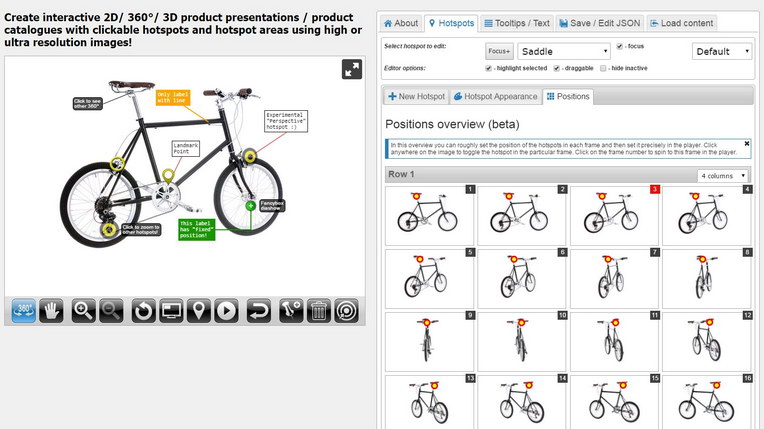 Create interactive 2D/ 360°/ 3D product presentations / product
catalogues with clickable hotspots and hotspot areas using high or
ultra resolution images!
Click to see
other 360°
Only label
with line
Experimental
"Perspective"
hotspot :)
Landmark
Point
Fancybox
Click to zoom to
other hotspots!
This label
has "Fixed"
position!
360°
About
Hotspots
Tooltips / Text
Save / Edit JSON
Load content
Select hotspot to edit:
Focus+
Saddle
- focus
Default
Editor options:
- highlight selected
- draggable
- hide inactive
New Hotspot
Hotspot Appearance
Positions
Positions overview (beta)
In this overview you can roughly set the position of the hotspots in each frame and then set it precisely in the player. Click
anywhere on the image to toggle the hotspot in the particular frame. Click on the frame number to spin to this frame in the player.
Row 1
4 columns
1
2
3
4
5
6
7
8
9
10
11
12
13
14
15
16